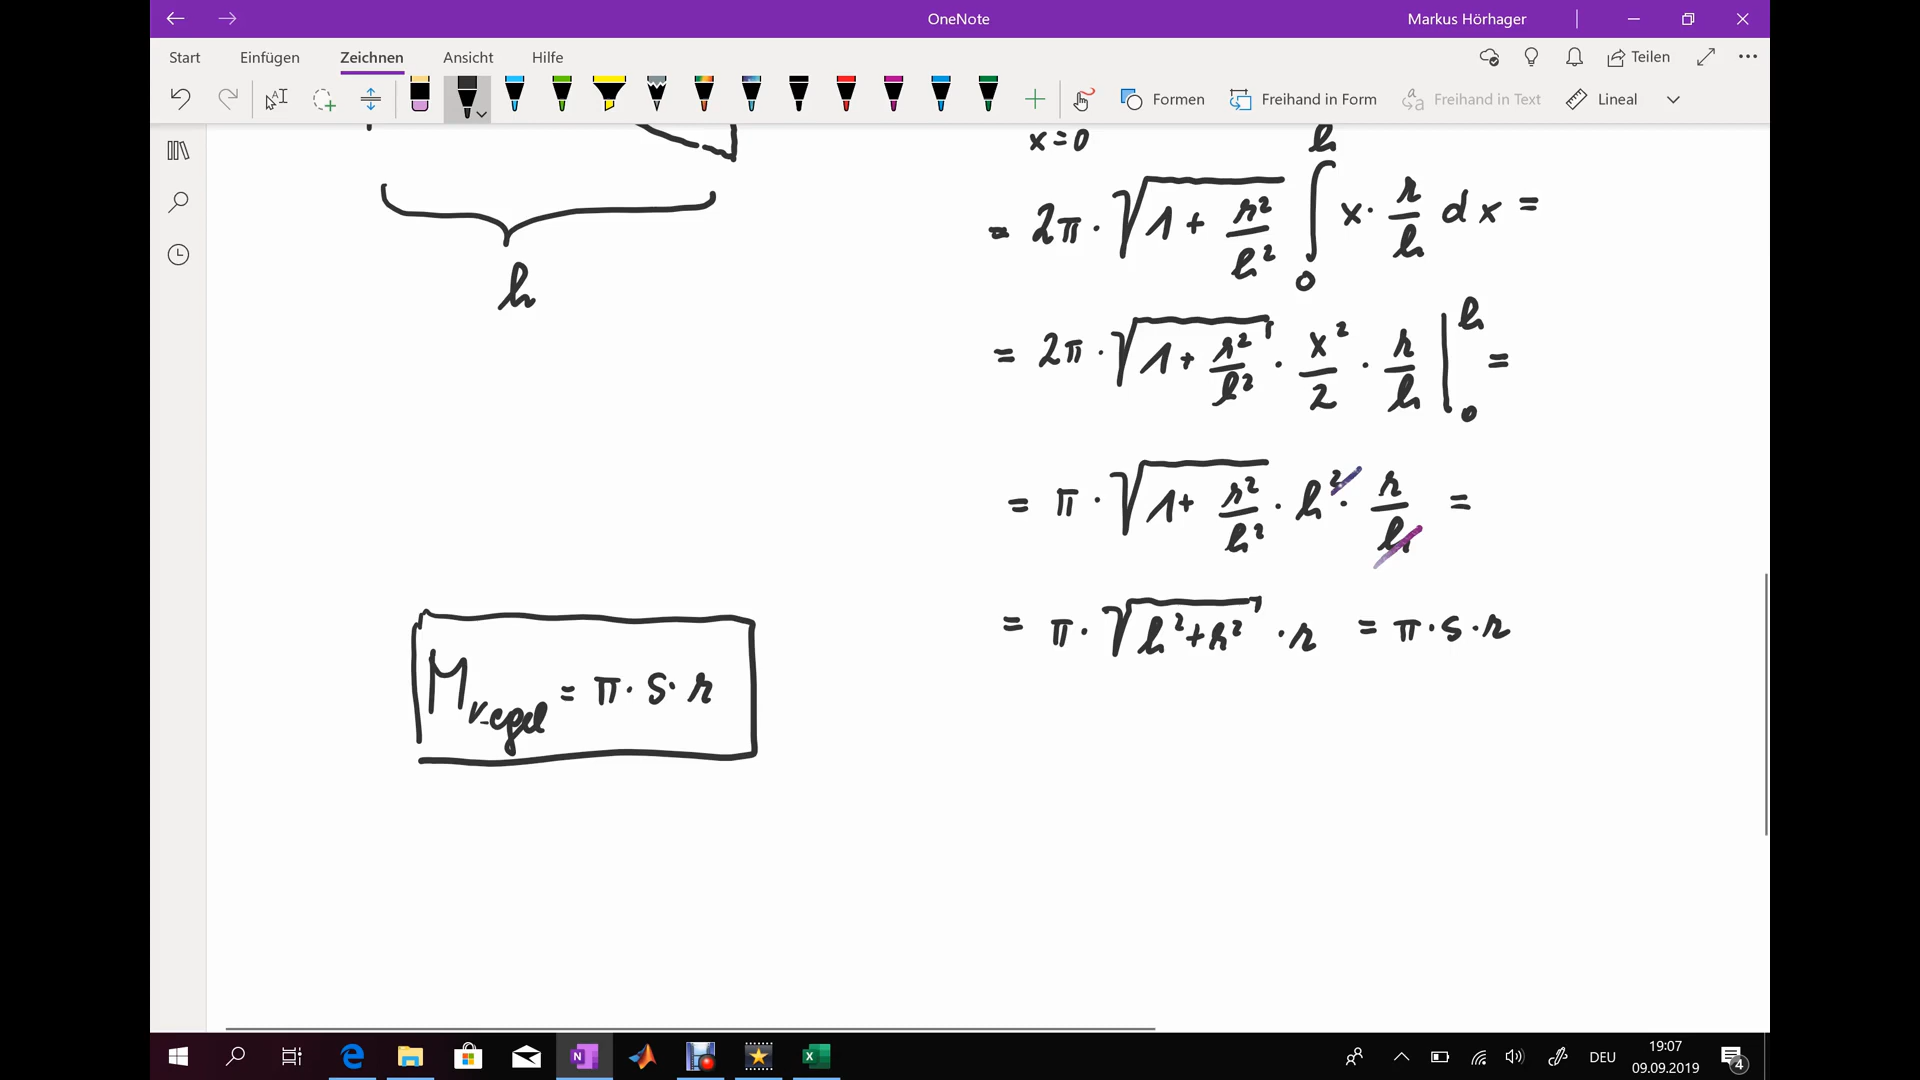 OneNote
Markus Hörhager
Start Einfügen Zeichnen Ansicht Hilfe
Teilen
Formen Freihand in Form Freihand in Text Lineal
x=0
h
= 2π · √(1 + r²/h²) ∫₀ʰ x · r/h dx =
h
= 2π · √(1 + r²/h²) · x²/2 · r/h |₀ʰ =
= π · √(1 + r²/h²) · h² · r/h =
= π · √(h²+r²) · r = π · s · r
M_Kegel = π · s · r
DEU
19:07
09.09.2019
4